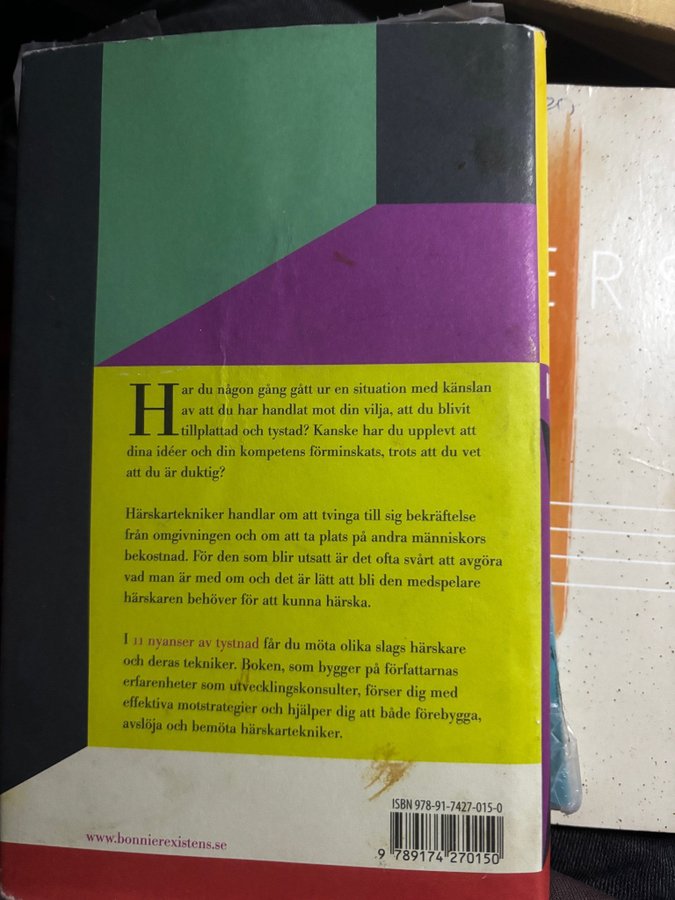 Har du någon gång gått ur en situation med känslan
av att du har handlat mot din vilja, att du blivit
tillplattad och tystad? Kanske har du upplevt att
dina idéer och din kompetens förminskats, trots att du vet
att du är duktig?
Härskartekniker handlar om att tvinga till sig bekräftelse
från omgivningen och om att ta plats på andra människors
bekostnad. För den som blir utsatt är det ofta svårt att avgöra
vad man är med om och det är lätt att bli den medspelare
härskaren behöver för att kunna härska.
I 11 nyanser av tystnad får du möta olika slags härskare
och deras tekniker. Boken, som bygger på författarnas
erfarenheter som utvecklingskonsulter, förser dig med
effektiva motstrategier och hjälper dig att både förebygga,
avslöja och bemöta härskartekniker.
ISBN 978-91-7427-015-0
www.bonnierexistens.se
9 789174 270150
ERS